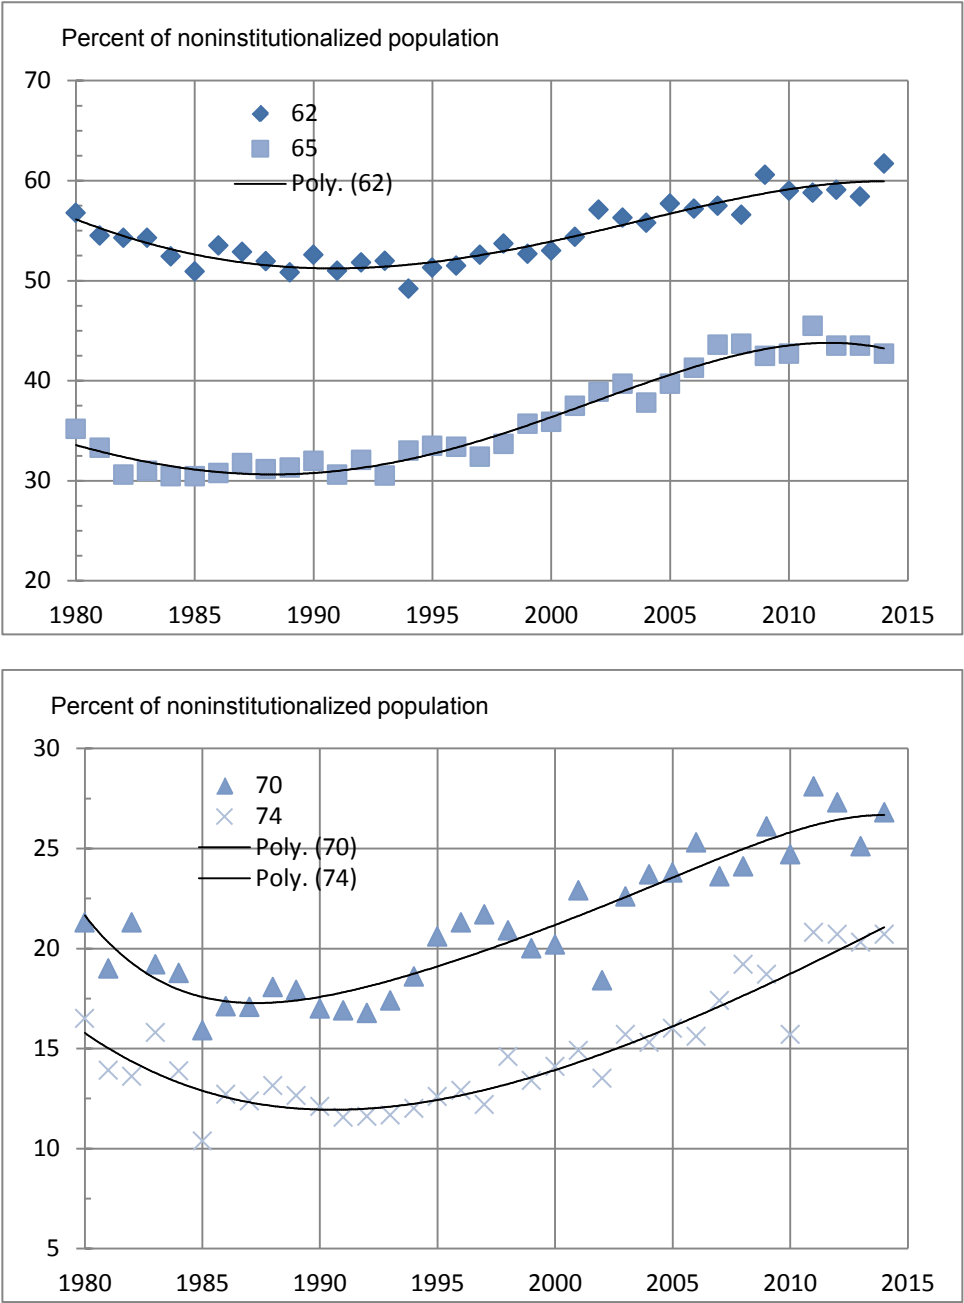 Percent of noninstitutionalized population
70
62
65
Poly. (62)
60
50
40
30
20
1980 1985 1990 1995 2000 2005 2010 2015
Percent of noninstitutionalized population
30
70
74
Poly. (70)
25
Poly. (74)
20
15
10
5
1980 1985 1990 1995 2000 2005 2010 2015